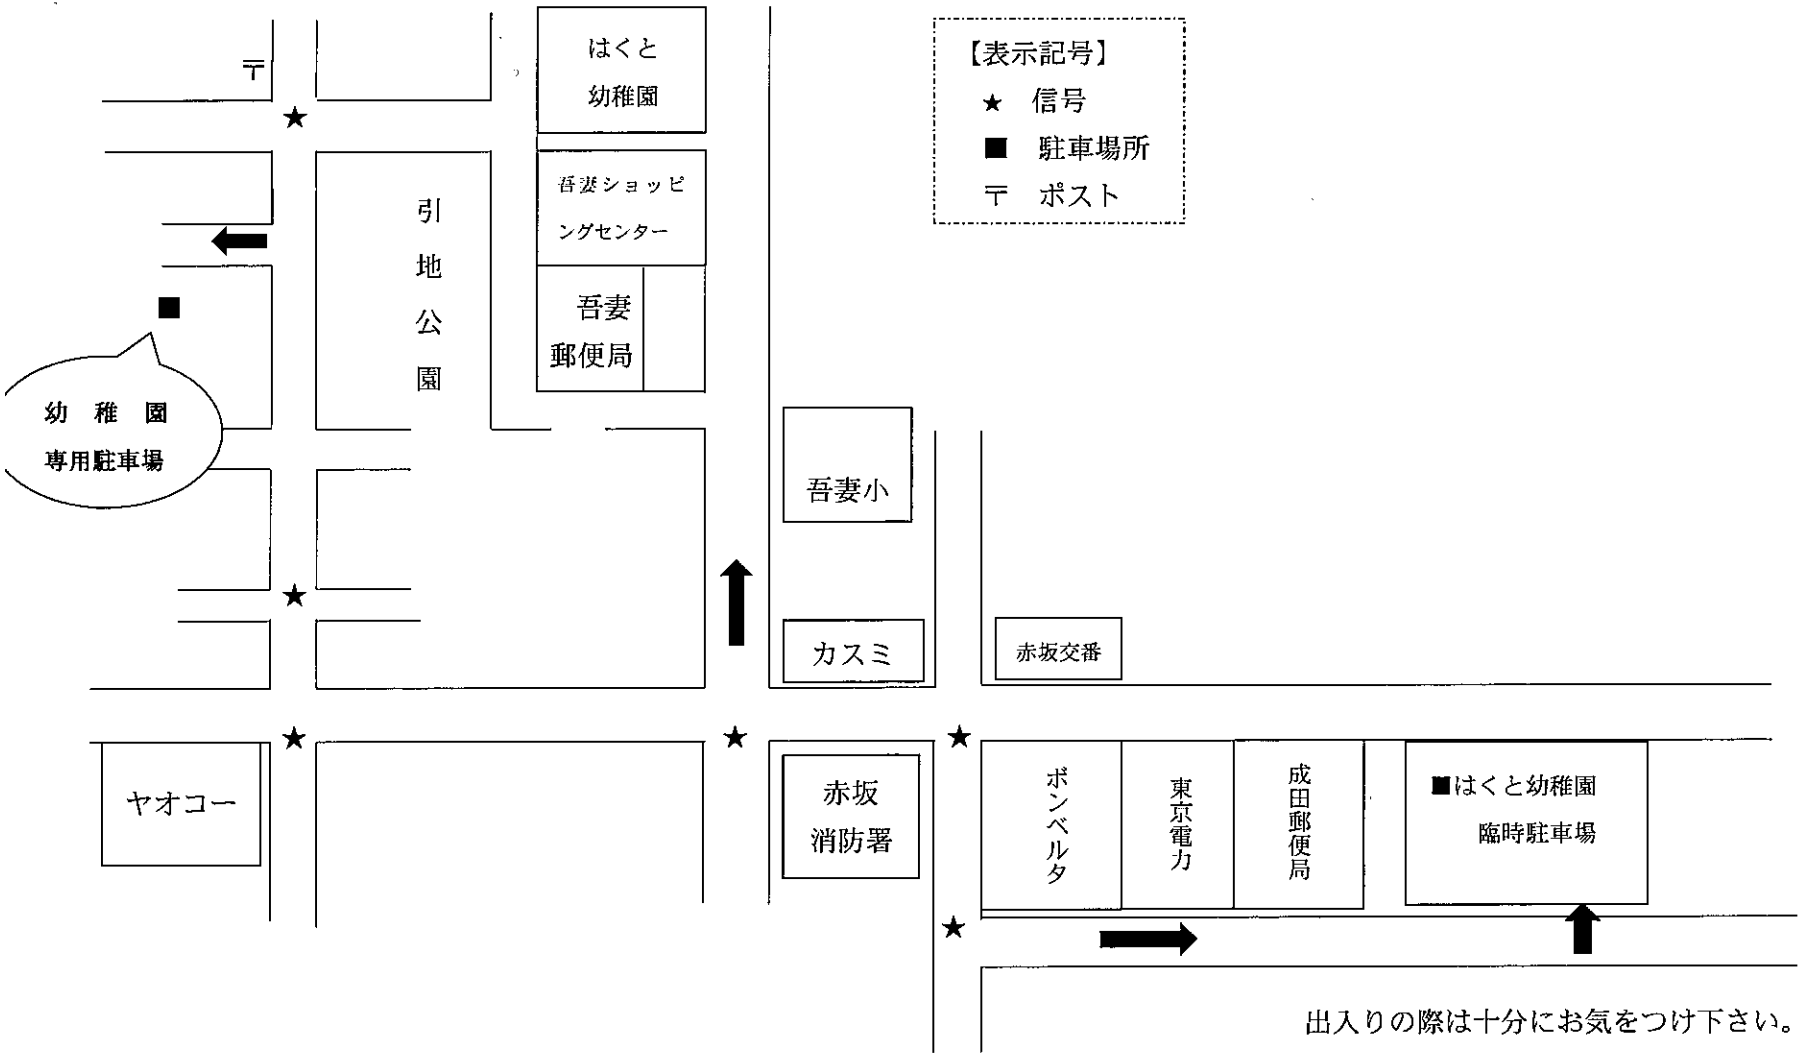 〒
はくと
幼稚園
【表示記号】
★ 信号
■ 駐車場所
〒 ポスト
吾妻ショッピ
ングセンター
引地公園
吾妻
郵便局
幼稚園
専用駐車場
吾妻小
カスミ
赤坂交番
ヤオコー
赤坂
消防署
ボンベルタ
東京電力
成田郵便局
■はくと幼稚園
臨時駐車場
出入りの際は十分にお気をつけ下さい。